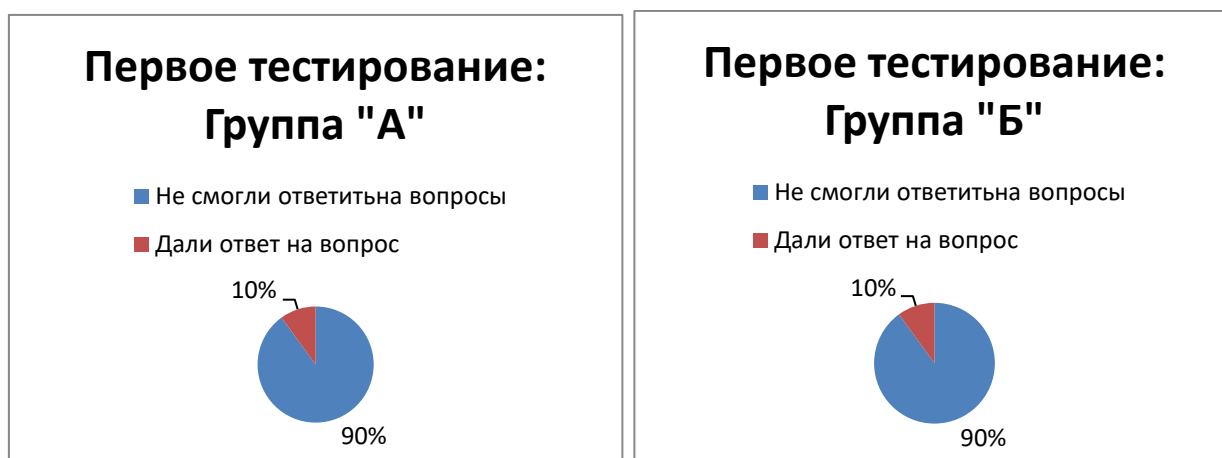 Первое тестирование:
Группа "А"
Не смогли ответитьна вопросы
Дали ответ на вопрос
10%
90%
Первое тестирование:
Группа "Б"
Не смогли ответитьна вопросы
Дали ответ на вопрос
10%
90%